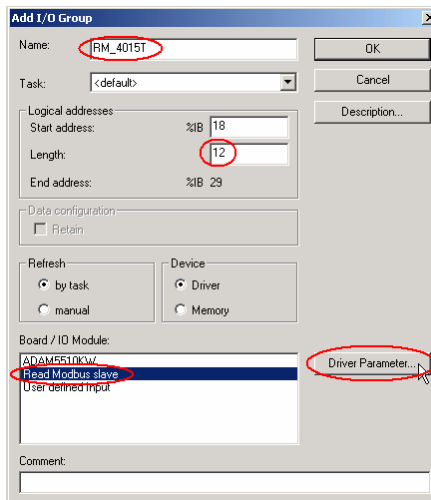 Add I/O Group
Name: RM_4015T
OK
Task: <default>
Cancel
Logical addresses
Description...
Start address: %IB 18
Length: 12
End address: %IB 29
Data configuration
Retain
Refresh
Device
by task
Driver
manual
Memory
Board / IO Module:
ADAM5510KW
Read Modbus slave
User defined Input
Driver Parameter...
Comment: